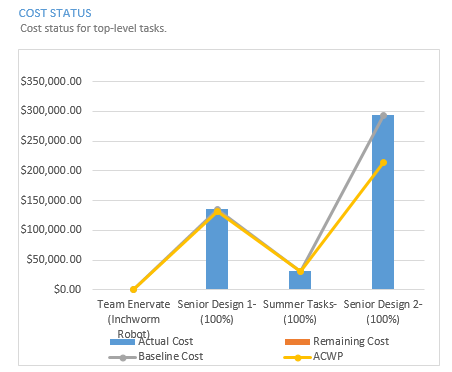 COST STATUS
Cost status for top-level tasks.
$350,000.00
$300,000.00
$250,000.00
$200,000.00
$150,000.00
$100,000.00
$50,000.00
$0.00
Team Enervate Senior Design 1- Summer Tasks- Senior Design 2-
(Inchworm (100%) (100%) (100%)
Robot)
Actual Cost Remaining Cost
Baseline Cost ACWP